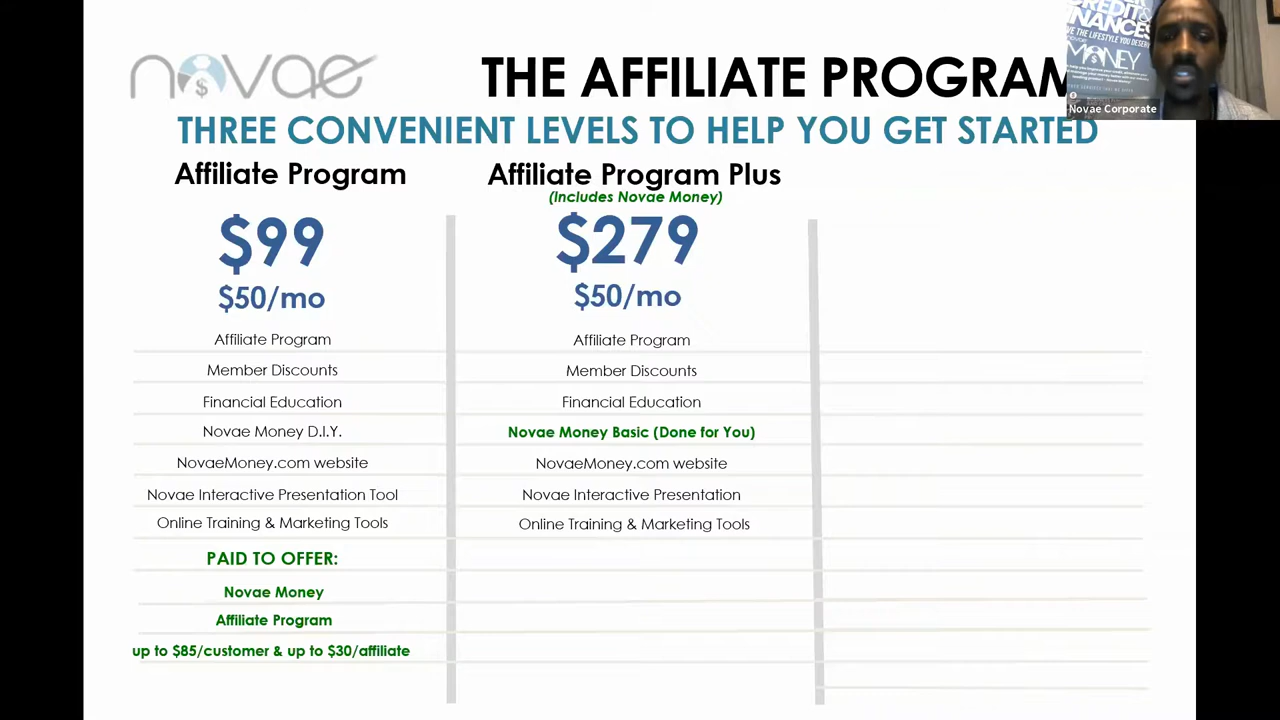 novae
THE AFFILIATE PROGRAM
THREE CONVENIENT LEVELS TO HELP YOU GET STARTED
CREDIT &
FINANCES
THE LIFESTYLE YOU
MONEY
Novae Corporate
Affiliate Program
$99
$50/mo
Affiliate Program
Member Discounts
Financial Education
Novae Money D.I.Y.
NovaeMoney.com website
Novae Interactive Presentation Tool
Online Training & Marketing Tools
PAID TO OFFER:
Novae Money
Affiliate Program
up to $85/customer & up to $30/affiliate
Affiliate Program Plus
(includes Novae Money)
$279
$50/mo
Affiliate Program
Member Discounts
Financial Education
Novae Money Basic (Done for You)
NovaeMoney.com website
Novae Interactive Presentation
Online Training & Marketing Tools